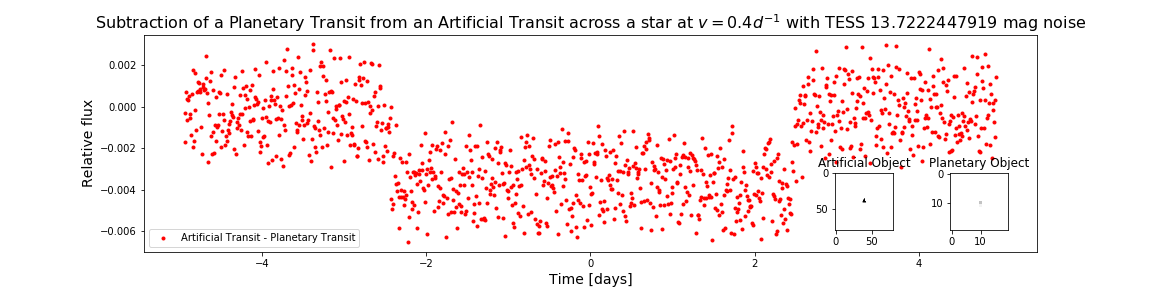 Subtraction of a Planetary Transit from an Artificial Transit across a star at v = 0.4d⁻¹ with TESS 13.7222447919 mag noise
Relative flux
0.002
0.000
−0.002
−0.004
−0.006
Artificial Transit - Planetary Transit
Artificial Object
0
50
0 50
Planetary Object
0
10
0 10
−4 −2 0 2 4
Time [days]